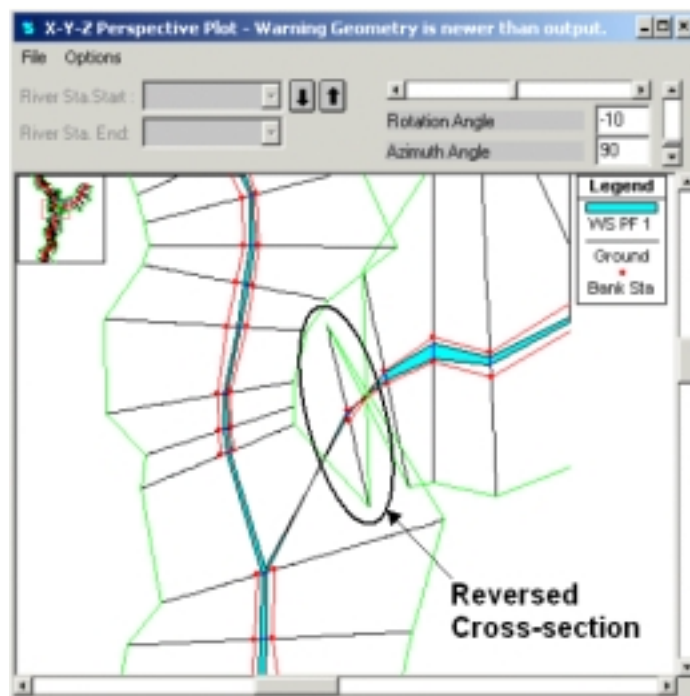 X-Y-Z Perspective Plot - Warning Geometry is newer than output.
File Options
River Sta.Start :
River Sta. End:
Rotation Angle -10
Azimuth Angle 90
Legend
WS PF 1
Ground
Bank Sta
Reversed
Cross-section